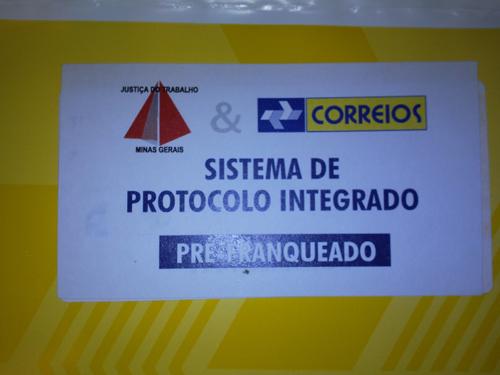 JUSTIÇA DO TRABALHO
MINAS GERAIS
&
CORREIOS
SISTEMA DE
PROTOCOLO INTEGRADO
PRÉ-FRANQUEADO